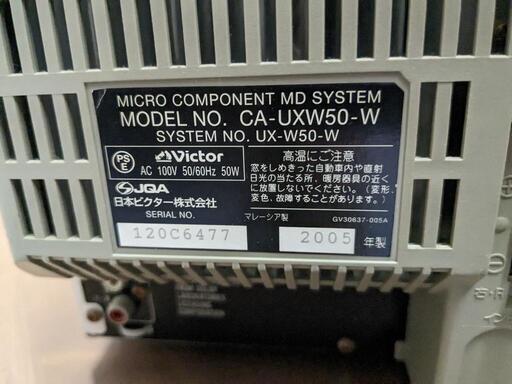 MICRO COMPONENT MD SYSTEM
MODEL NO. CA-UXW50-W
SYSTEM NO. UX-W50-W
PS
E
Victor
AC 100V 50/60Hz 50W
JQA
日本ビクター株式会社
SERIAL NO.
120C6477
高温にご注意
窓をしめきった自動車内や直射
日光の当たる所、暖房器具の近く
に放置しないでください。(変形、
変色、故障することがあります。)
マレーシア製
GV30637-005A
2005 年製